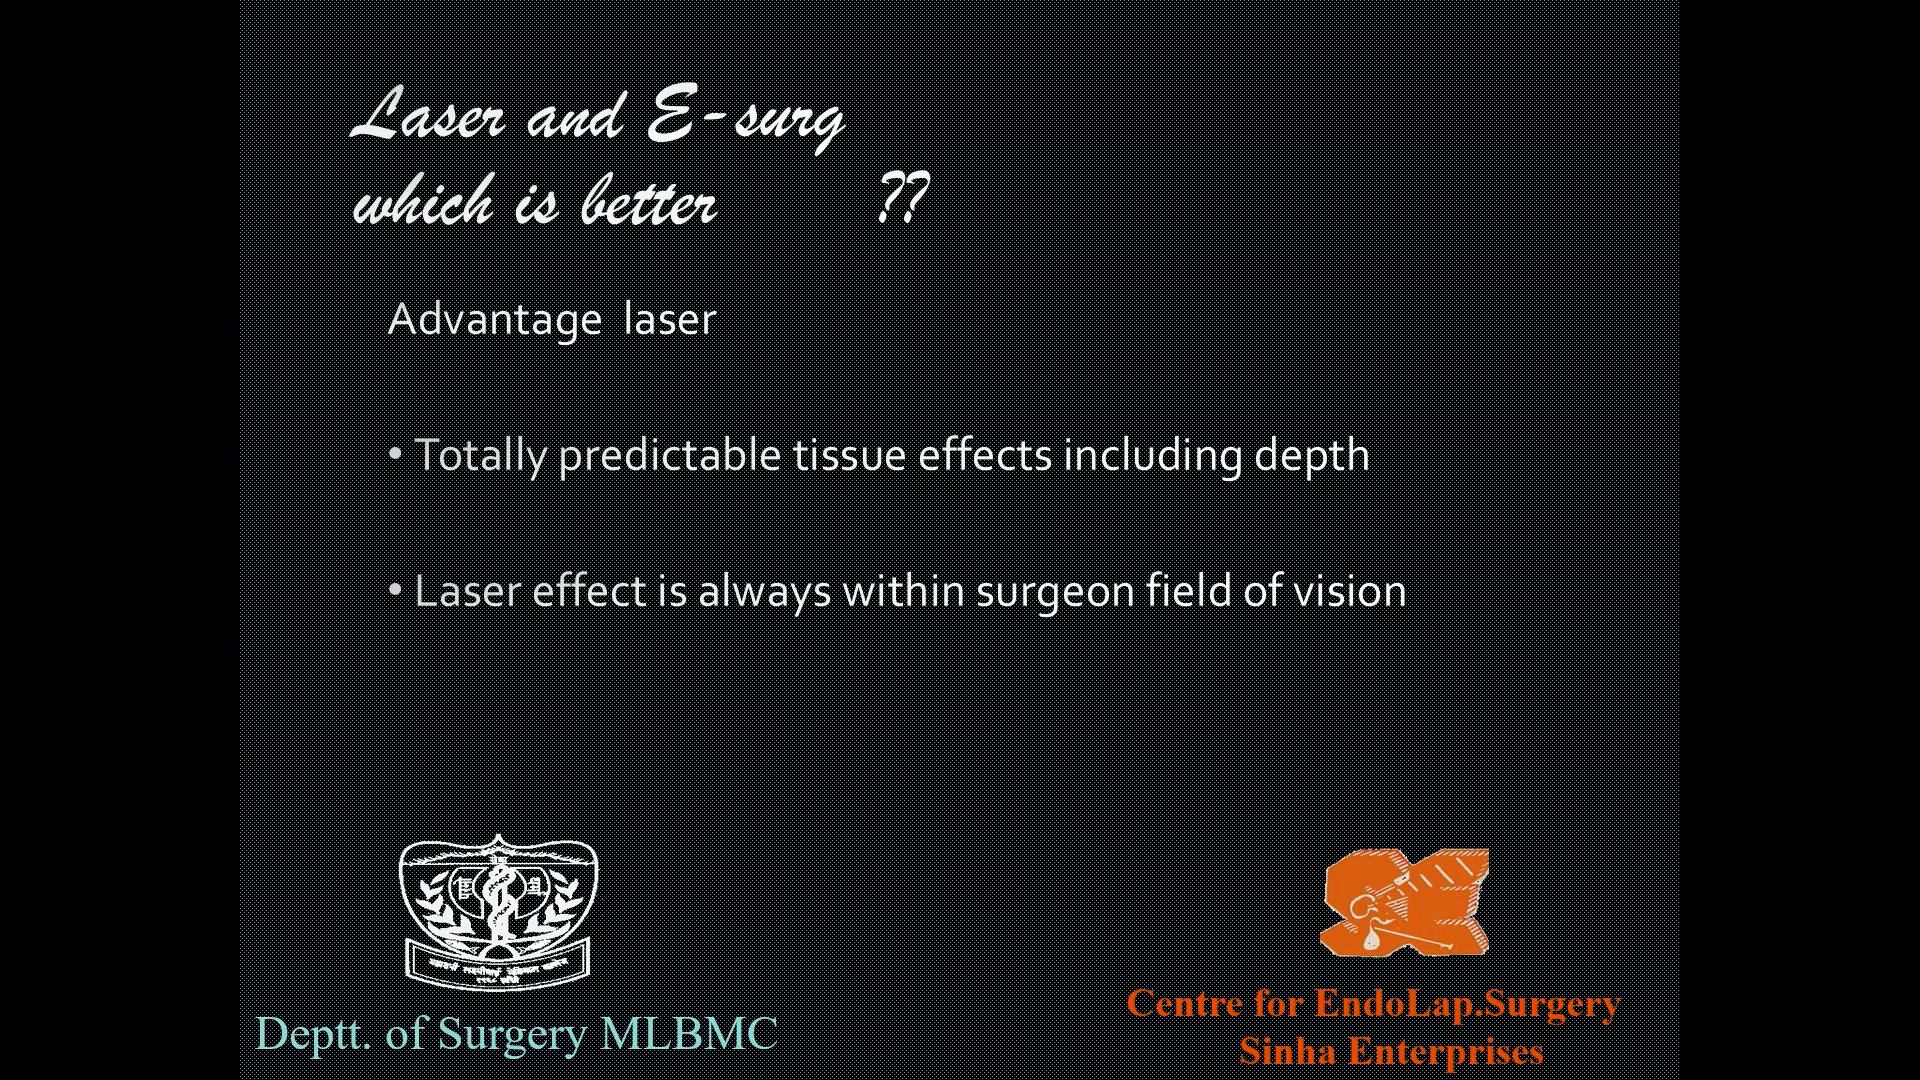 Laser and E-surg
which is better ??
Advantage laser
• Totally predictable tissue effects including depth
• Laser effect is always within surgeon field of vision
Deptt. of Surgery MLBMC
Centre for EndoLap.Surgery
Sinha Enterprises